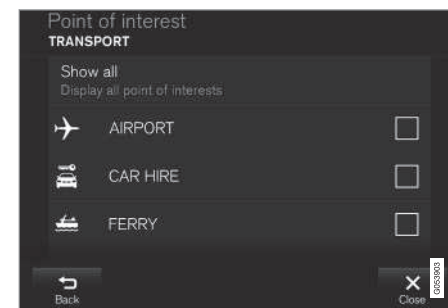 Point of interest
TRANSPORT
Show all
Display all point of interests
AIRPORT
CAR HIRE
FERRY
Back
Close
G053903